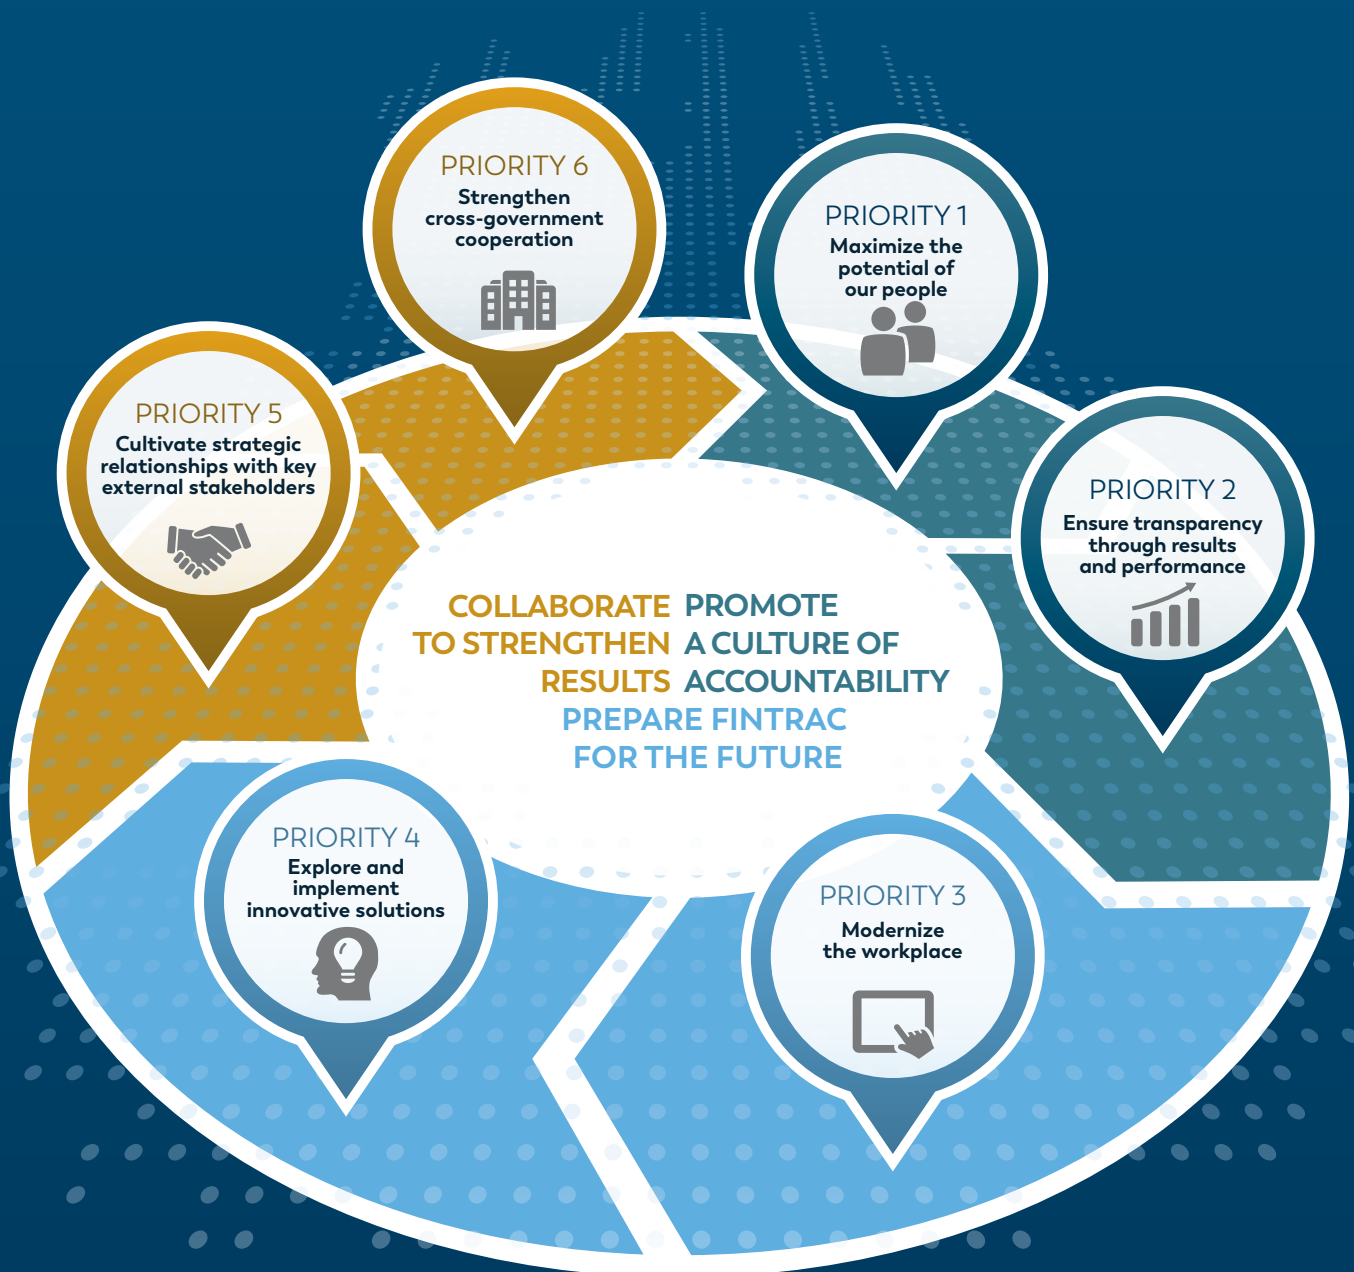 PRIORITY 6
Strengthen
cross-government
cooperation
PRIORITY 1
Maximize the
potential of
our people
PRIORITY 5
Cultivate strategic
relationships with key
external stakeholders
PRIORITY 2
Ensure transparency
through results
and performance
COLLABORATE
TO STRENGTHEN
RESULTS
PROMOTE
A CULTURE OF
ACCOUNTABILITY
PREPARE FINTRAC
FOR THE FUTURE
PRIORITY 4
Explore and
implement
innovative solutions
PRIORITY 3
Modernize
the workplace